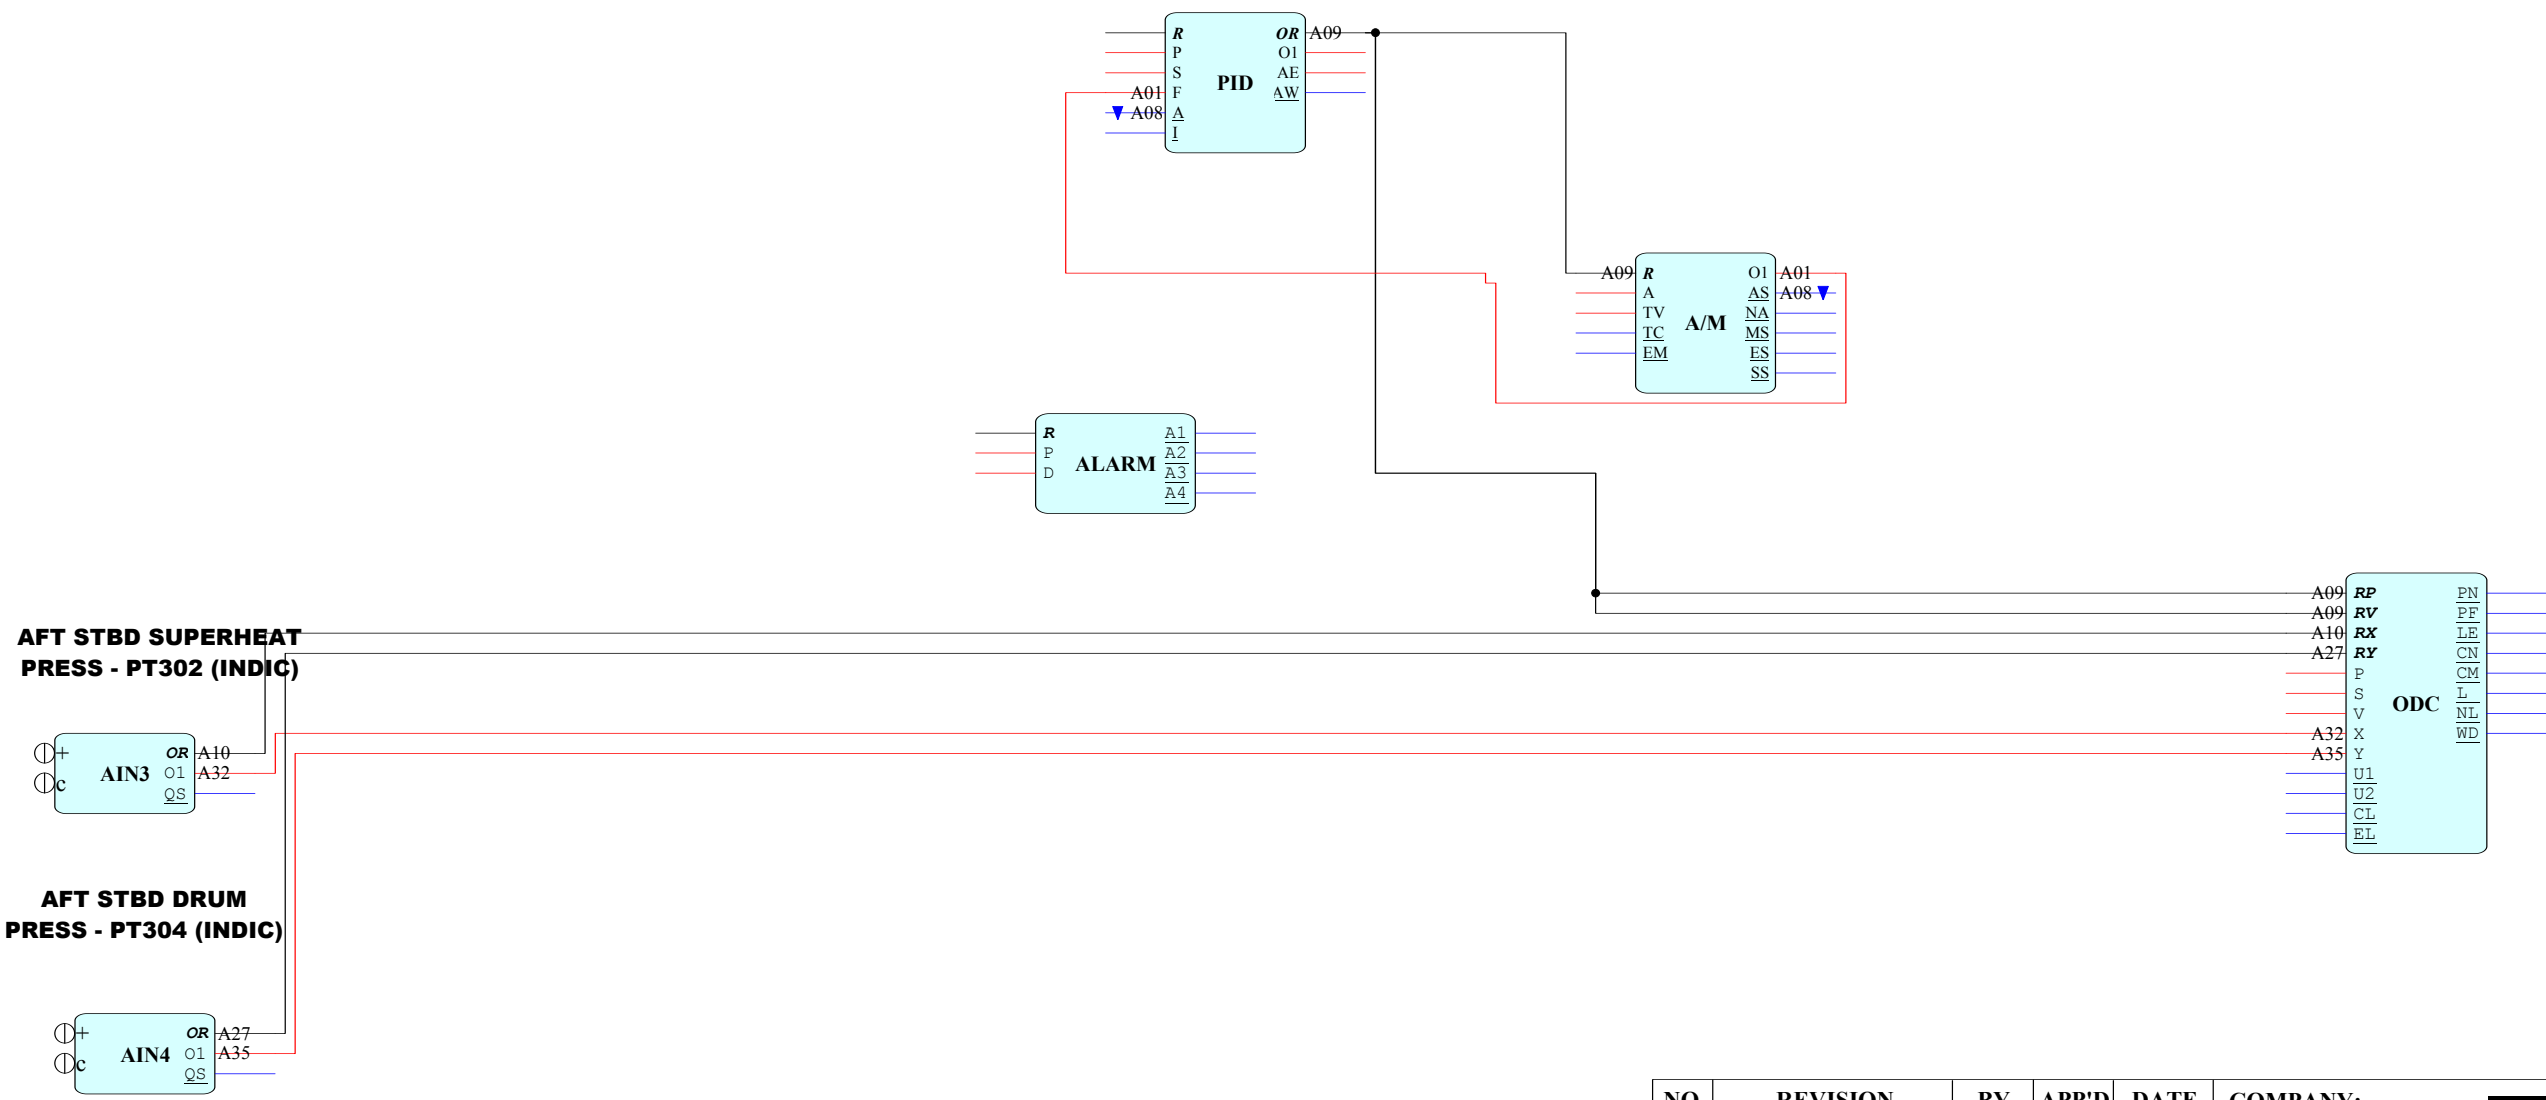 R OR A09
P O1
S PID AE
A01 F AW
A08 A
I
A09 R O1 A01
A AS A08
TV A/M NA
TC MS
EM ES
SS
R A1
P ALARM A2
D A3
A4
A09 RP PN
A09 RV PF
A10 RX LE
A27 RY CN
P CM
S ODC L
V NL
A32 X WD
A35 Y
U1
U2
CL
EL
AFT STBD SUPERHEAT
PRESS - PT302 (INDIC)
+ OR A10
AIN3 O1 A32
c QS
AFT STBD DRUM
PRESS - PT304 (INDIC)
+ OR A27
AIN4 O1 A35
c QS
NO REVISION BY APP'D DATE COMPANY: